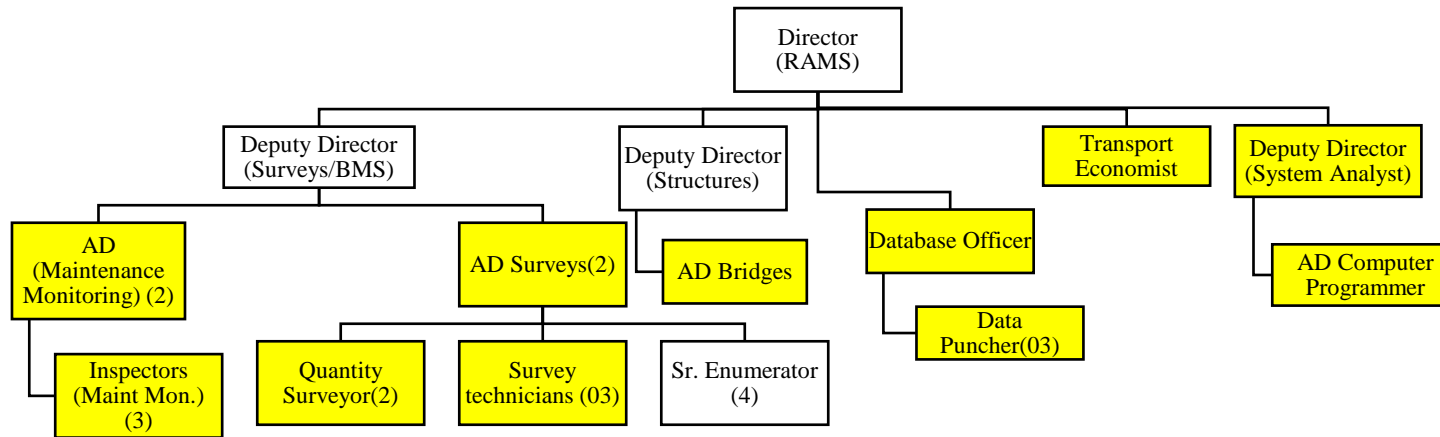 Director
(RAMS)
Deputy Director
(Surveys/BMS)
Deputy Director
(Structures)
Transport
Economist
Deputy Director
(System Analyst)
AD
(Maintenance
Monitoring) (2)
AD Surveys(2)
AD Bridges
Database Officer
AD Computer
Programmer
Inspectors
(Maint Mon.)
(3)
Quantity
Surveyor(2)
Survey
technicians (03)
Sr. Enumerator
(4)
Data
Puncher(03)